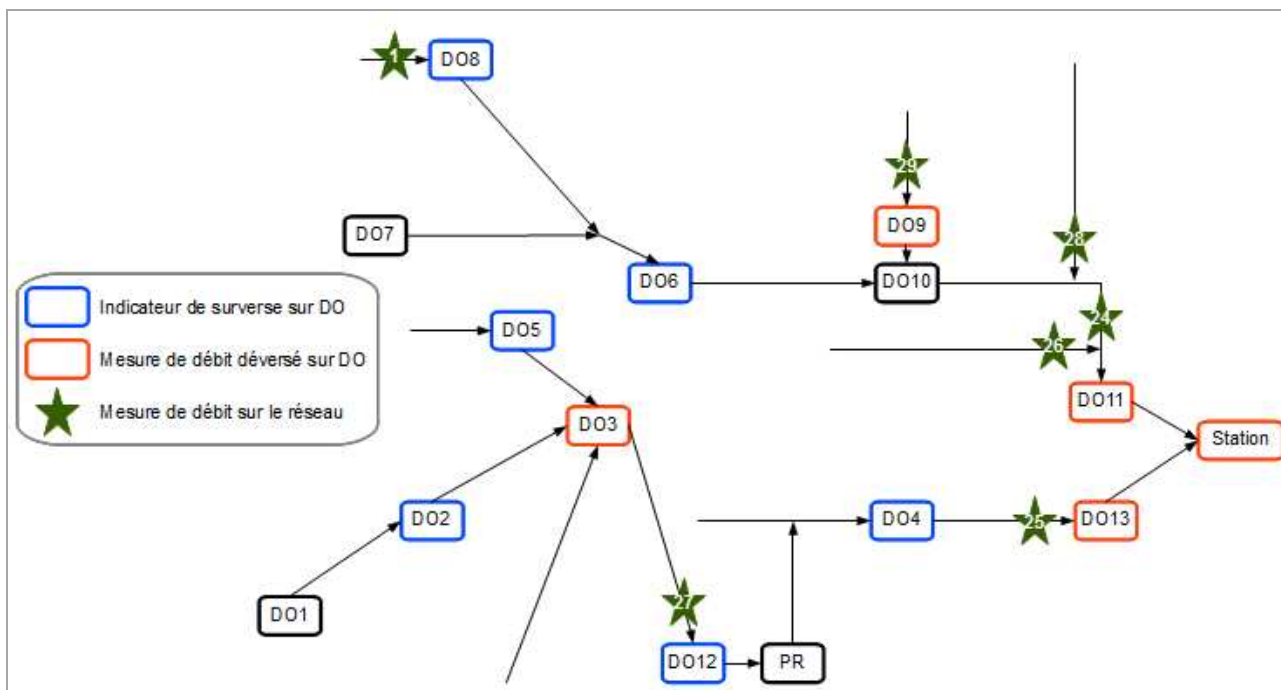 1
DO8
29
DO7
DO9
28
DO6
DO10
Indicateur de surverse sur DO
DO5
24
26
Mesure de débit déversé sur DO
DO11
Mesure de débit sur le réseau
DO3
Station
DO2
DO4
25
DO13
DO1
27
DO12
PR